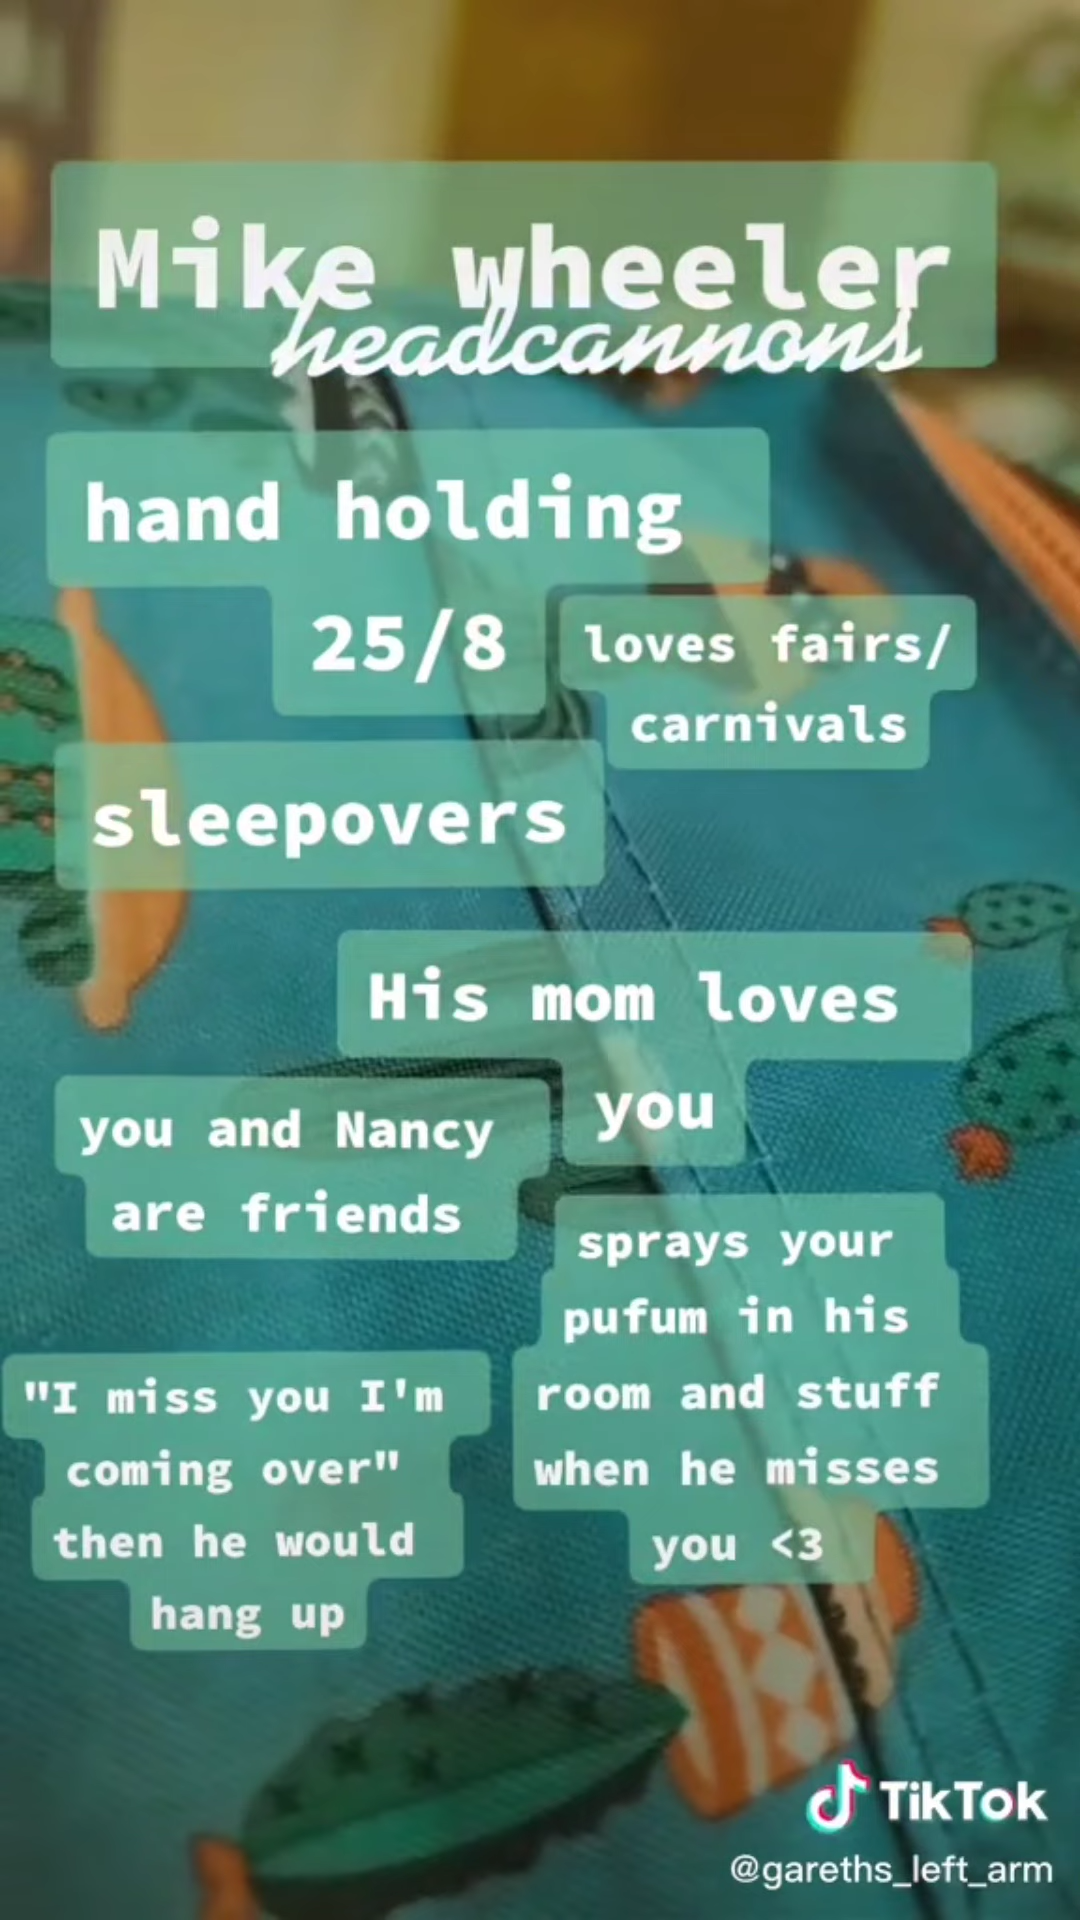 Mike wheeler
headcannons
hand holding
25/8
loves fairs/
carnivals
sleepovers
His mom loves
you
you and Nancy
are friends
sprays your
pufum in his
room and stuff
when he misses
you <3
"I miss you I'm
coming over"
then he would
hang up
TikTok
@gareths_left_arm